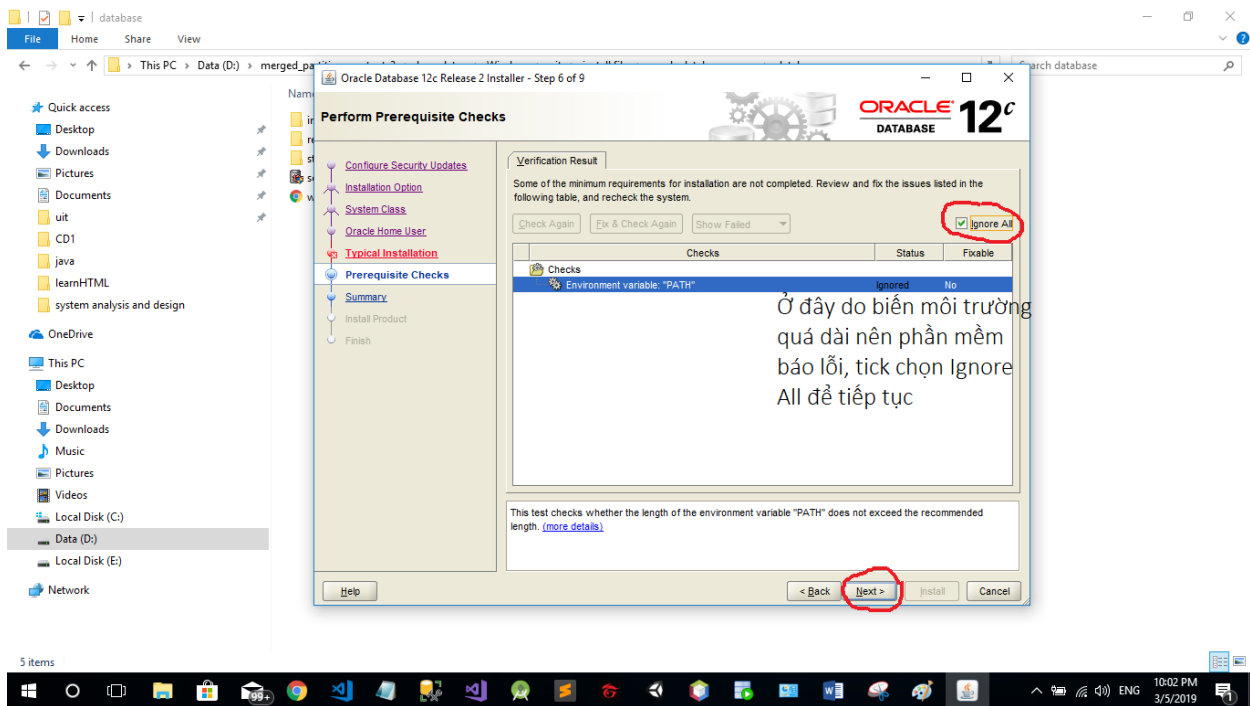 database
File
Home
Share
View
This PC > Data (D:) >
Search database
Quick access
Desktop
Downloads
Pictures
Documents
uit
CD1
java
learnHTML
system analysis and design
OneDrive
This PC
Desktop
Documents
Downloads
Music
Pictures
Videos
Local Disk (C:)
Data (D:)
Local Disk (E:)
Network
5 items
Oracle Database 12c Release 2 Installer - Step 6 of 9
Perform Prerequisite Checks
ORACLE
DATABASE
12c
Configure Security Updates
Installation Option
System Class
Oracle Home User
Typical Installation
Prerequisite Checks
Summary
Install Product
Finish
Verification Result
Some of the minimum requirements for installation are not completed. Review and fix the issues listed in the
following table, and recheck the system.
Check Again
Fix & Check Again
Show Failed
Ignore All
Checks
Status
Fixable
Checks
Environment variable: "PATH"
Ignored
No
Ở đây do biến môi trường
quá dài nên phần mềm
báo lỗi, tick chọn Ignore
All để tiếp tục
This test checks whether the length of the environment variable "PATH" does not exceed the recommended
length. (more details)
Help
< Back
Next >
Install
Cancel
99+
ENG
10:02 PM
3/5/2019